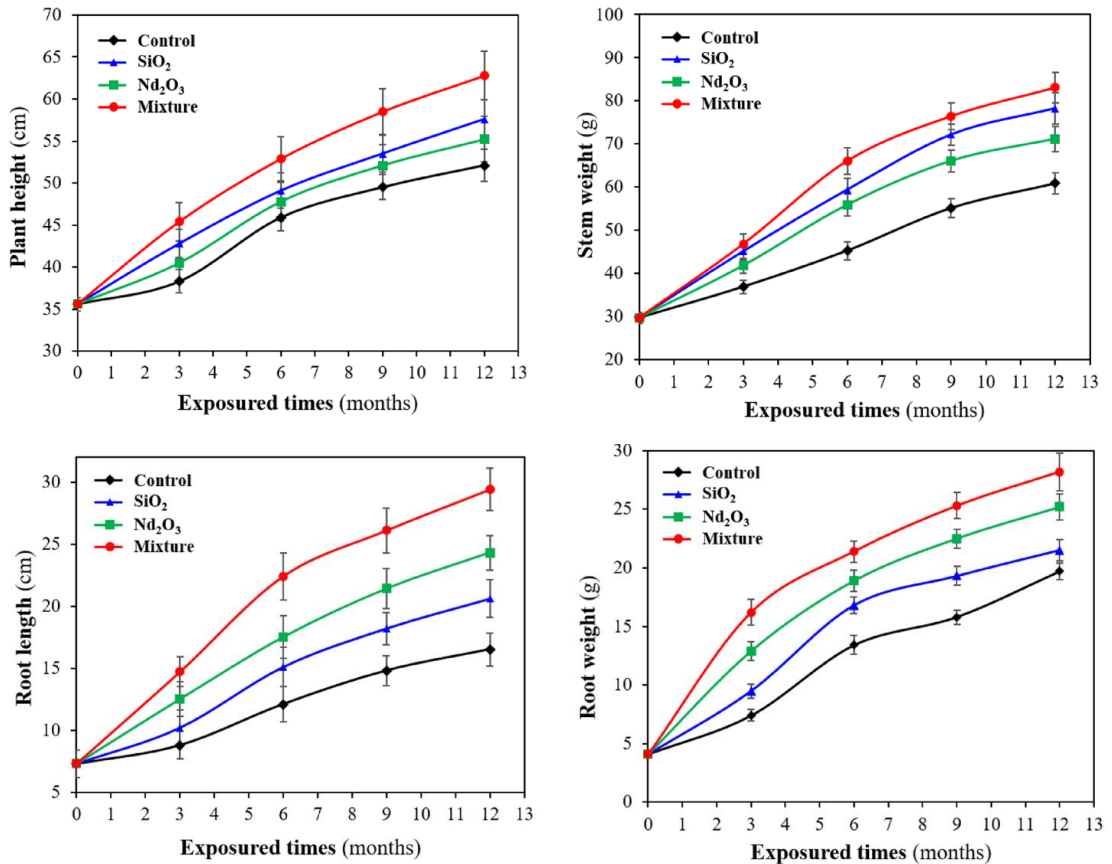 70
65
60
55
50
45
40
35
30
Plant height (cm)
Control
SiO₂
Nd₂O₃
Mixture
0 1 2 3 4 5 6 7 8 9 10 11 12 13
Exposured times (months)
100
90
80
70
60
50
40
30
20
Stem weight (g)
Control
SiO₂
Nd₂O₃
Mixture
0 1 2 3 4 5 6 7 8 9 10 11 12 13
Exposured times (months)
30
25
20
15
10
5
Root length (cm)
Control
SiO₂
Nd₂O₃
Mixture
0 1 2 3 4 5 6 7 8 9 10 11 12 13
Exposured times (months)
30
25
20
15
10
5
0
Root weight (g)
Control
SiO₂
Nd₂O₃
Mixture
0 1 2 3 4 5 6 7 8 9 10 11 12 13
Exposured times (months)